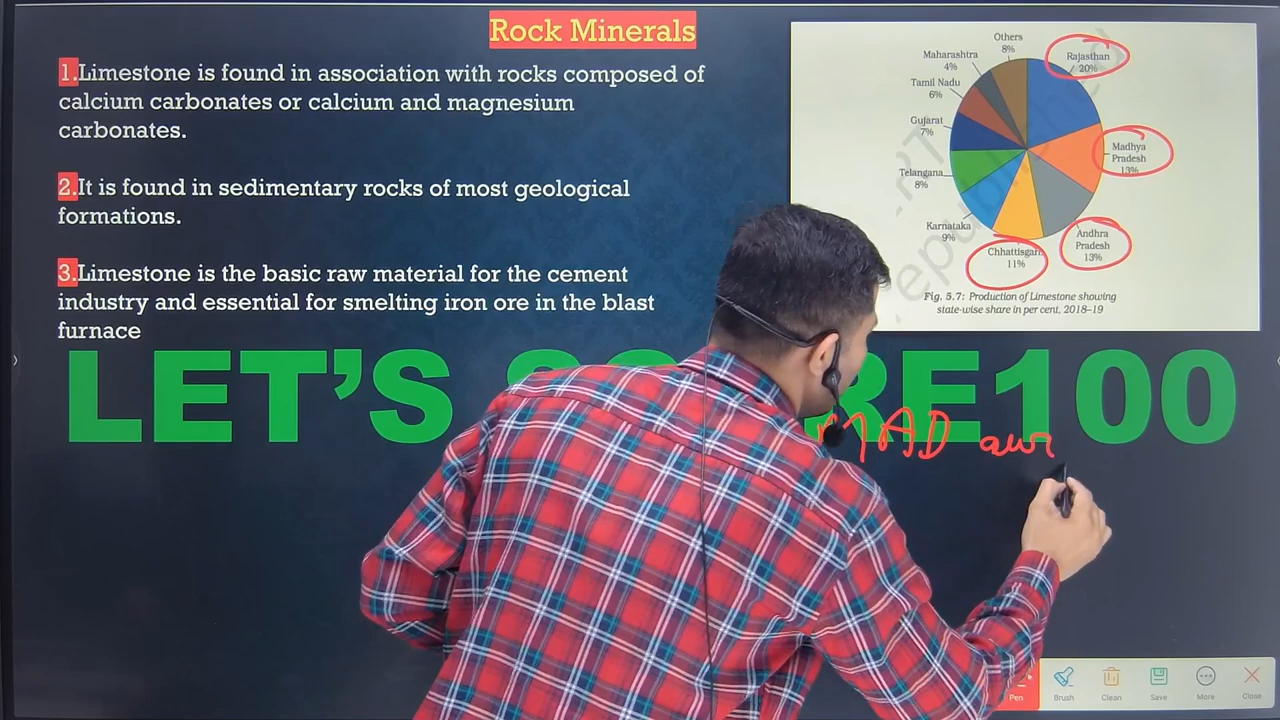 Rock Minerals
1.Limestone is found in association with rocks composed of
calcium carbonates or calcium and magnesium
carbonates.
2.It is found in sedimentary rocks of most geological
formations.
3.Limestone is the basic raw material for the cement
industry and essential for smelting iron ore in the blast
furnace
Others
8%
Rajasthan
20%
Maharashtra
4%
Tamil Nadu
6%
Gujarat
7%
Madhya
Pradesh
13%
Telangana
8%
Karnataka
9%
Andhra
Pradesh
13%
Chhattisgarh
11%
Fig. 5.7: Production of Limestone showing
state-wise share in per cent, 2018–19
LET'S RE100
Pen
Brush
Clean
Save
More
Close